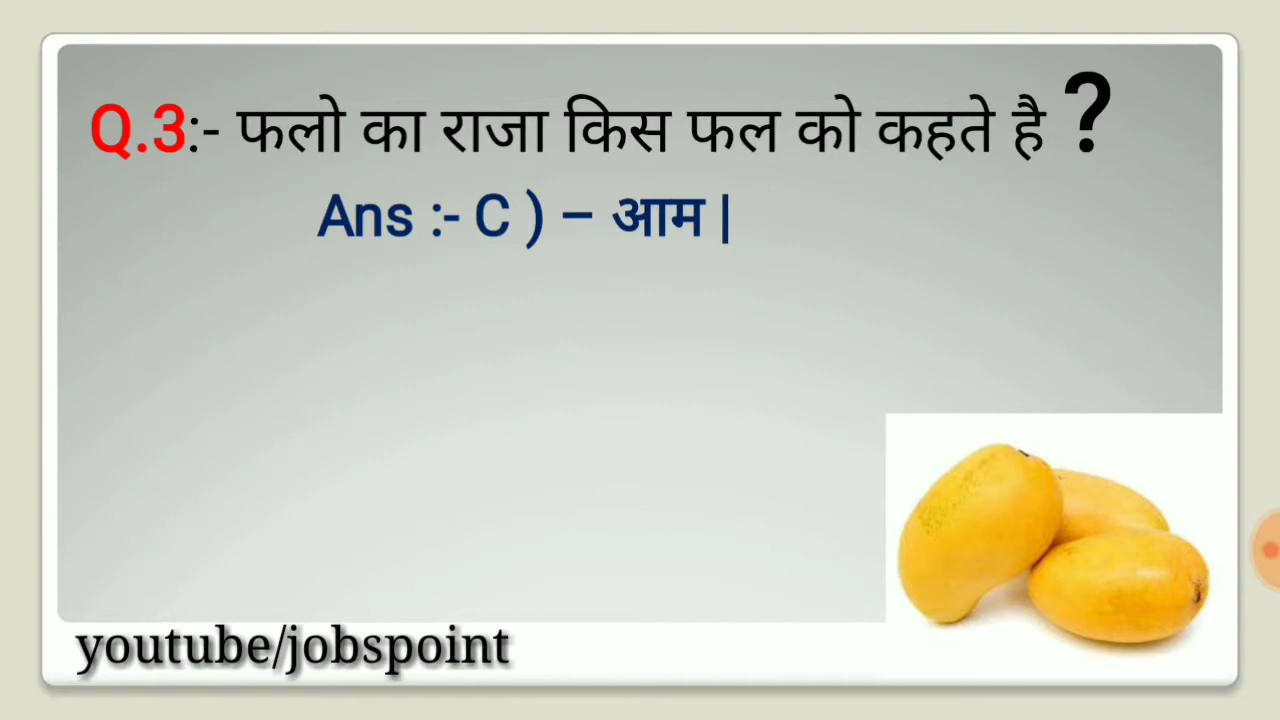 Q.3:- फलो का राजा किस फल को कहते है ?
Ans :- C ) – आम |
youtube/jobspoint